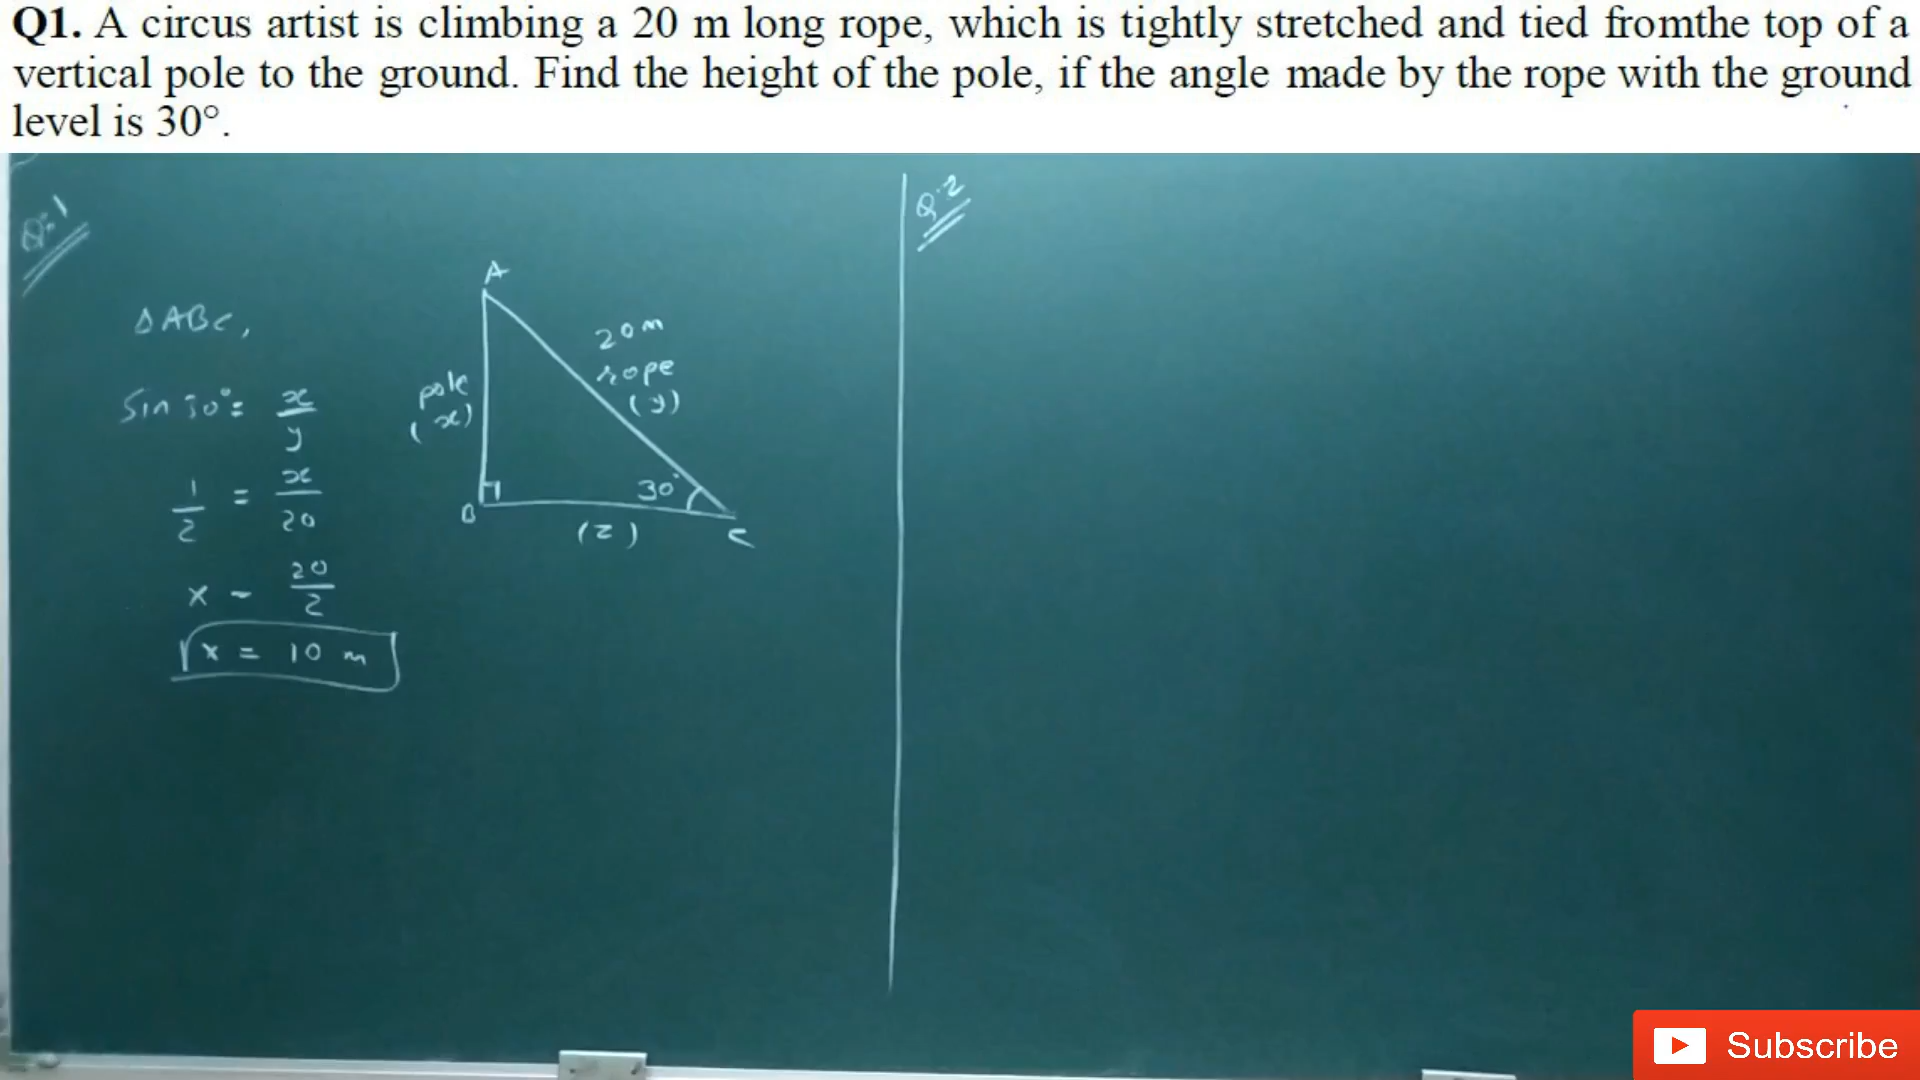 Q1. A circus artist is climbing a 20 m long rope, which is tightly stretched and tied fromthe top of a
vertical pole to the ground. Find the height of the pole, if the angle made by the rope with the ground
level is 30°.
Q:1
Δ ABC,
Sin 30° = x/y
1/2 = x/20
x = 20/2
x = 10 m
A
20 m
rope
(y)
pole
(x)
30°
B
(z)
C
Q:2
Subscribe